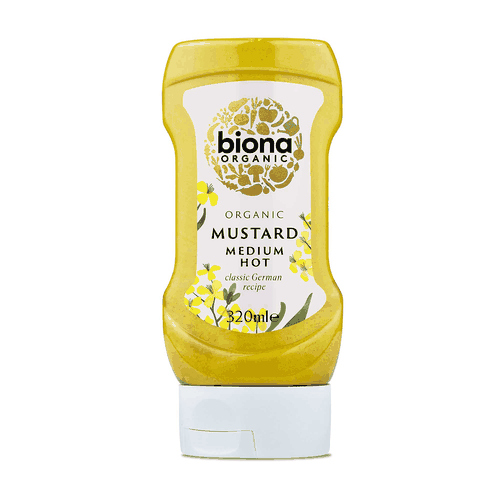 biona
ORGANIC
ORGANIC
MUSTARD
MEDIUM
HOT
classic German
recipe
320ml℮